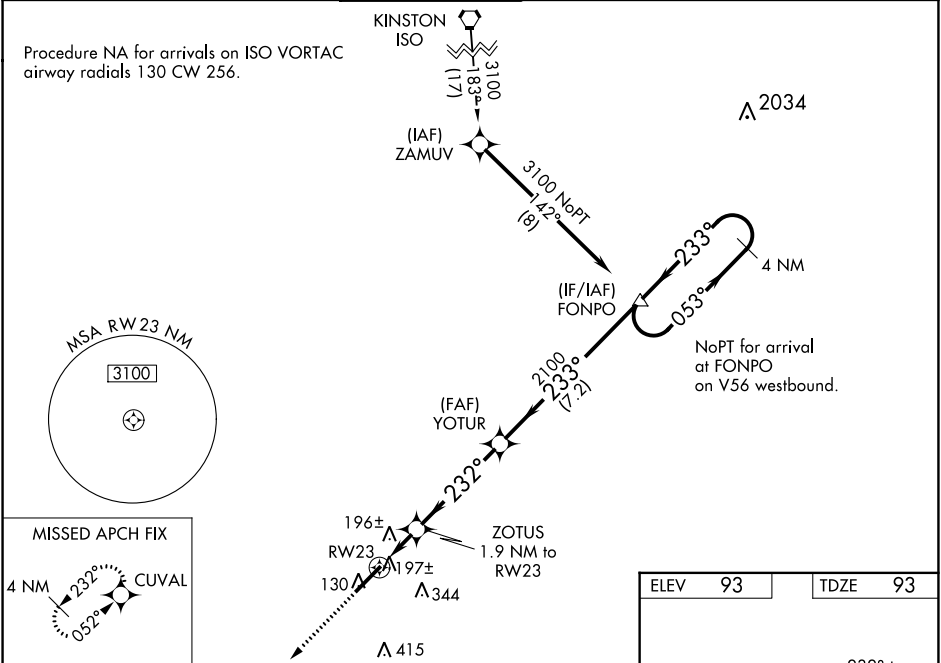 Procedure NA for arrivals on ISO VORTAC
airway radials 130 CW 256.
KINSTON
ISO
3100
183°
(17)
2034
(IAF)
ZAMUV
3100 NoPT
142°
(8)
233°
4 NM
053°
(IF/IAF)
FONPO
NoPT for arrival
at FONPO
on V56 westbound.
MSA RW23 NM
3100
2100
233°
(7.2)
(FAF)
YOTUR
232°
196±
ZOTUS
1.9 NM to
RW23
RW23
197±
130
344
415
MISSED APCH FIX
4 NM
232°
CUVAL
052°
ELEV 93
TDZE 93